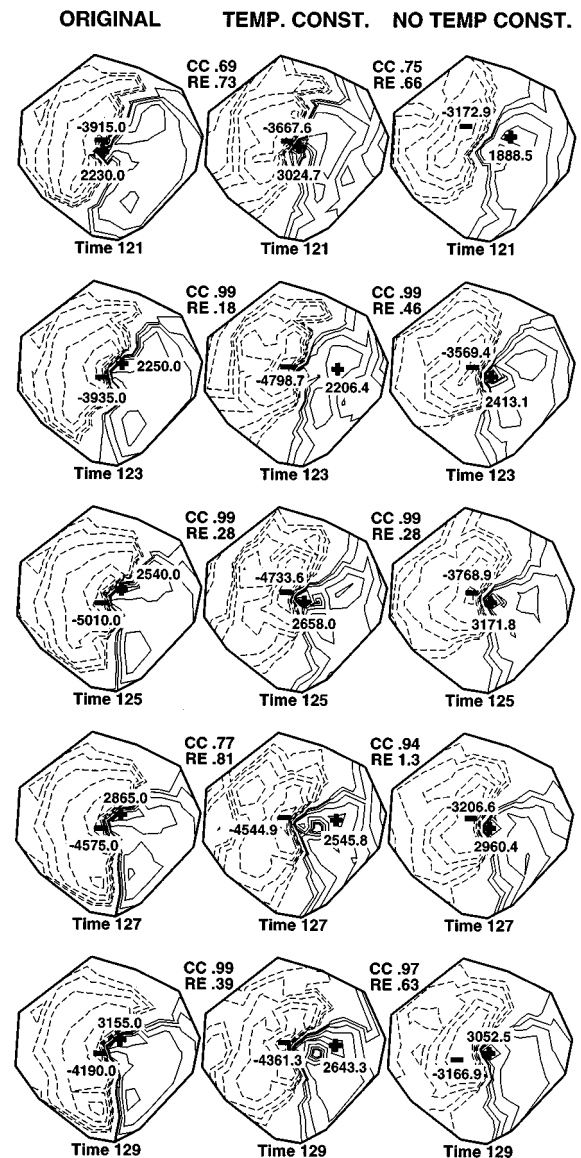 ORIGINAL TEMP. CONST. NO TEMP CONST.
CC .69 CC .75
RE .73 RE .66
-3915.0 -3667.6 -3172.9
2230.0 3024.7 1888.5
Time 121 Time 121 Time 121
CC .99 CC .99
RE .18 RE .46
2250.0 -4798.7 2206.4 -3569.4
-3935.0 2413.1
Time 123 Time 123 Time 123
CC .99 CC .99
RE .28 RE .28
2540.0 -4733.6 -3768.9
-5010.0 2658.0 3171.8
Time 125 Time 125 Time 125
CC .77 CC .94
RE .81 RE 1.3
2865.0 -3206.6
-4575.0 -4544.9 2545.8 2960.4
Time 127 Time 127 Time 127
CC .99 CC .97
RE .39 RE .63
3155.0 3052.5
-4190.0 -4361.3 2643.3 -3166.9
Time 129 Time 129 Time 129